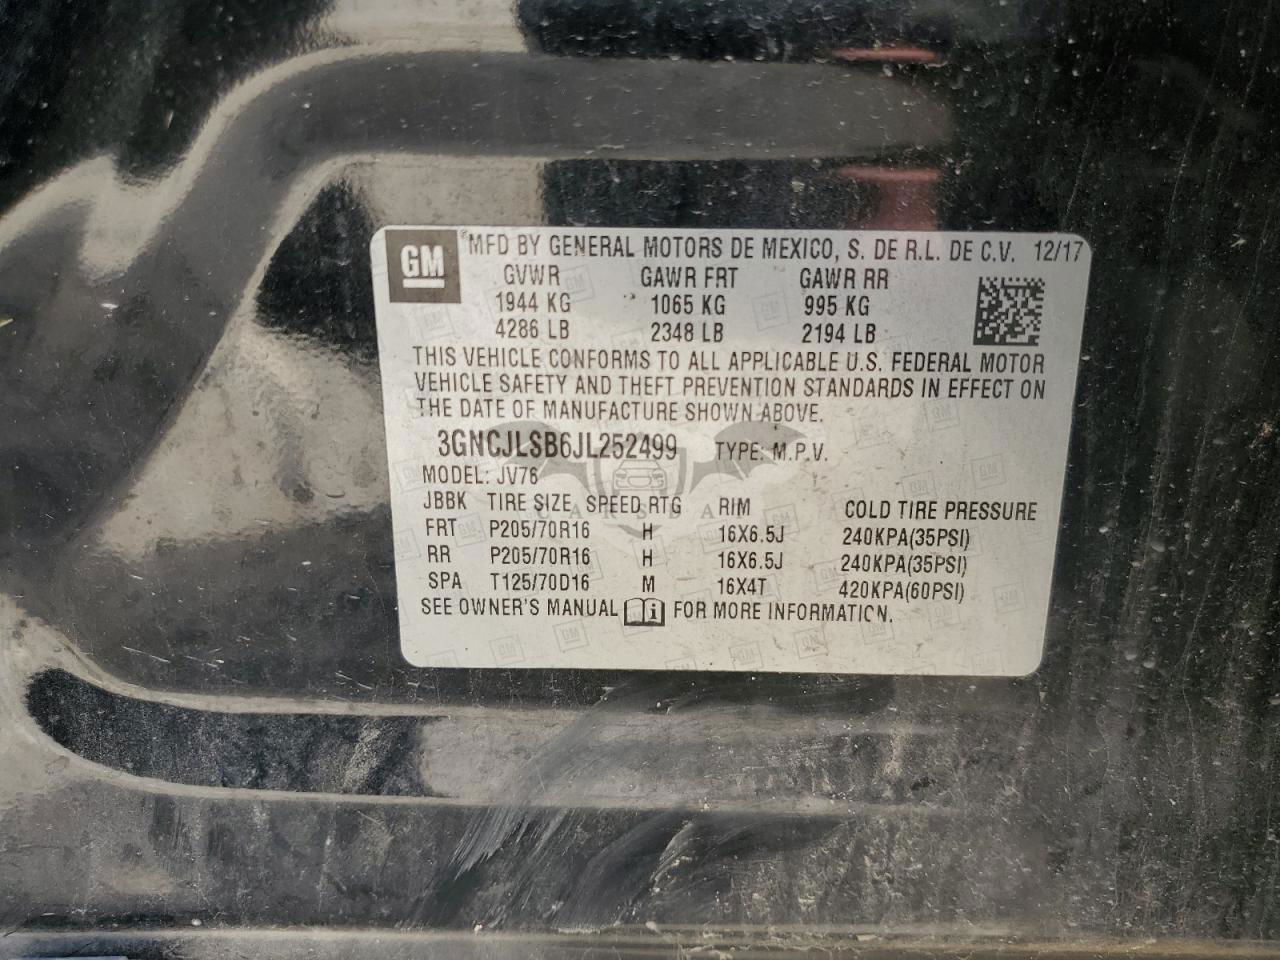 GM
MFD BY GENERAL MOTORS DE MEXICO, S. DE R.L. DE C.V. 12/17
GVWR GAWR FRT GAWR RR
1944 KG 1065 KG 995 KG
4286 LB 2348 LB 2194 LB
THIS VEHICLE CONFORMS TO ALL APPLICABLE U.S. FEDERAL MOTOR
VEHICLE SAFETY AND THEFT PREVENTION STANDARDS IN EFFECT ON
THE DATE OF MANUFACTURE SHOWN ABOVE.
3GNCJLSB6JL252499 TYPE: M.P.V.
MODEL: JV76
JBBK TIRE SIZE SPEED RTG RIM COLD TIRE PRESSURE
FRT P205/70R16 H 16X6.5J 240KPA(35PSI)
RR P205/70R16 H 16X6.5J 240KPA(35PSI)
SPA T125/70D16 M 16X4T 420KPA(60PSI)
SEE OWNER'S MANUAL FOR MORE INFORMATION.